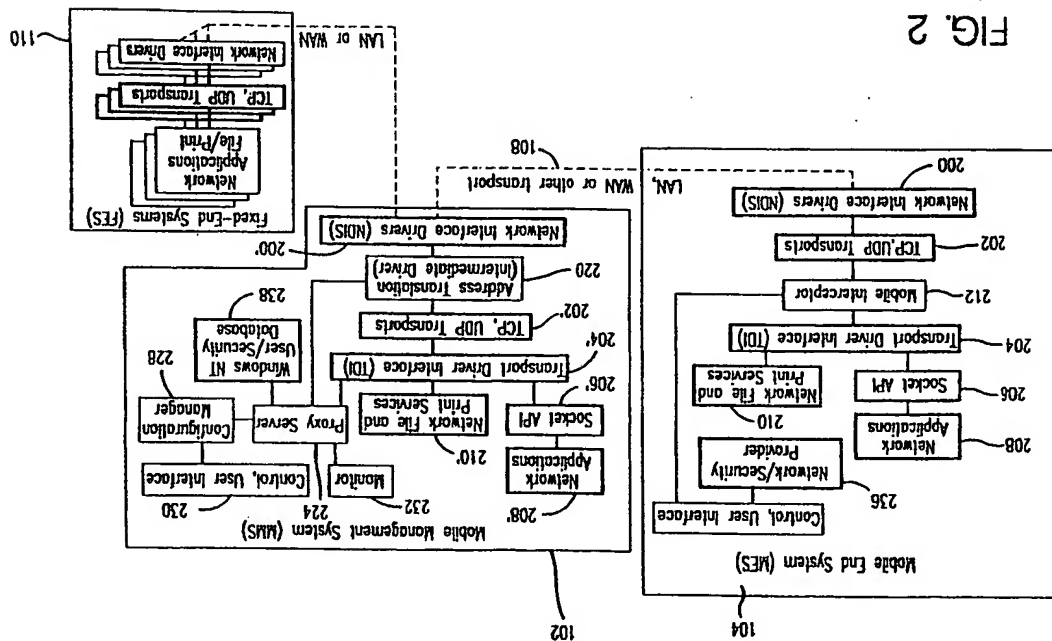 104
Mobile End System (MES)
Control, User Interface
236
Network/Security
Provider
208
Network
Applications
206
Socket API
210
Network File and
Print Services
204
Transport Driver Interface (TDI)
212
Mobile Interceptor
202
TCP,UDP Transports
Network Interface Drivers (NDIS)
200
102
Mobile Management System (MMS)
208'
Network
Applications
206'
Socket API
232
Monitor
224
230
Control, User Interface
210'
Network File and
Print Services
Proxy
Server
228
Configuration
Manager
204'
Transport Driver Interface (TDI)
238
Windows NT
User/Security
Database
202'
TCP, UDP Transports
220
Address Translation
(Intermediate Driver)
200'
Network Interface Drivers (NDIS)
LAN,
WAN or other transport
108
Fixed-End Systems (FES)
Network
Applications
File/Print
TCP, UDP Transports
Network Interface Drivers
110
LAN or WAN
FIG. 2